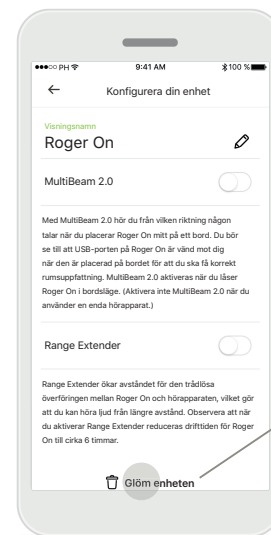 PH 9:41 AM 100 %
Konfigurera din enhet
Visningsnamn
Roger On
MultiBeam 2.0
Med MultiBeam 2.0 hör du från vilken riktning någon
talar när du placerar Roger On mitt på ett bord. Du bör
se till att USB-porten på Roger On är vänd mot dig
när den är placerad på bordet för att du ska få korrekt
rumsuppfattning. MultiBeam 2.0 aktiveras när du låser
Roger On i bordsläge. (Aktivera inte MultiBeam 2.0 när du
använder en enda hörapparat.)
Range Extender
Range Extender ökar avståndet för den trådlösa
överföringen mellan Roger On och hörapparaten, vilket gör
att du kan höra ljud från längre avstånd. Observera att när
du aktiverar Range Extender reduceras drifttiden för Roger
On till cirka 6 timmar.
Glöm enheten